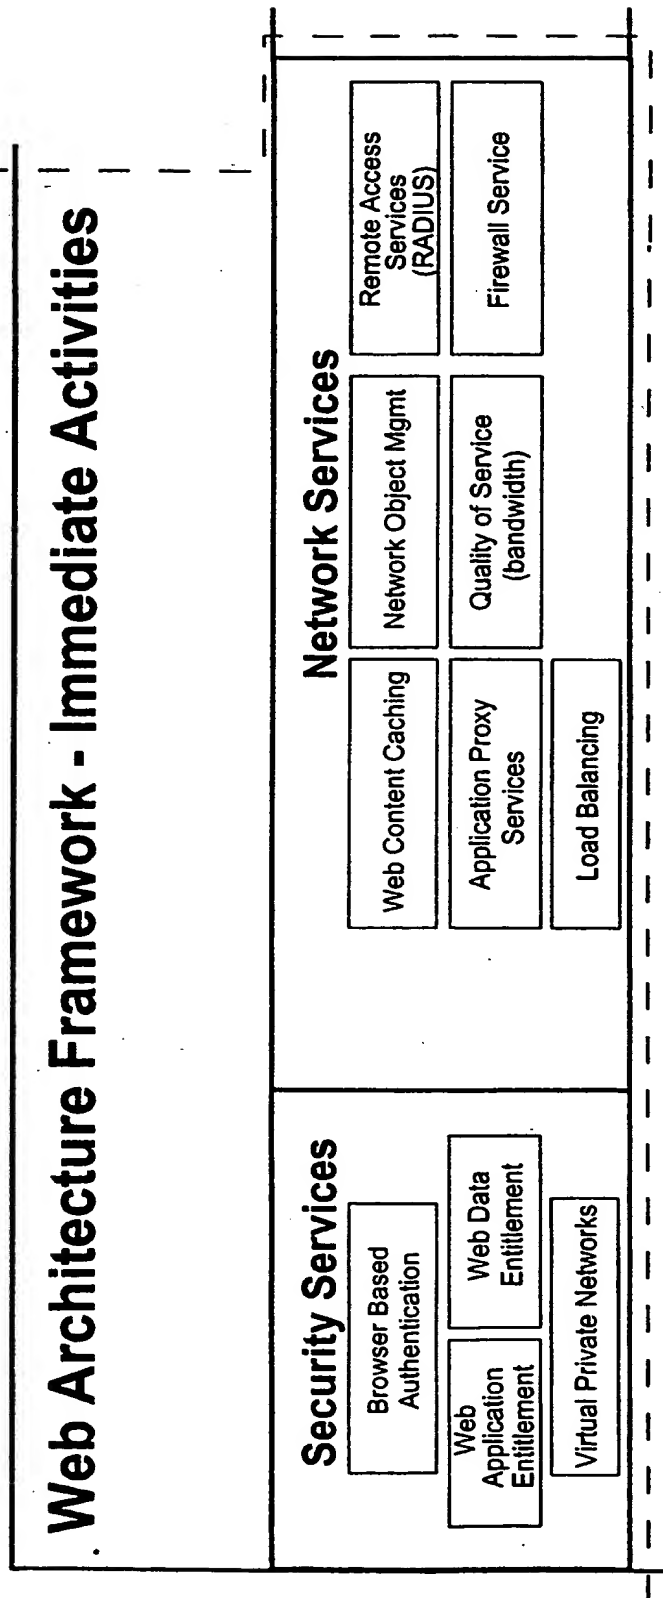 Web Architecture Framework - Immediate Activities
Security Services
Browser Based
Authentication
Web
Application
Entitlement
Web Data
Entitlement
Virtual Private Networks
Network Services
Web Content Caching
Network Object Mgmt
Remote Access
Services
(RADIUS)
Application Proxy
Services
Quality of Service
(bandwidth)
Firewall Service
Load Balancing